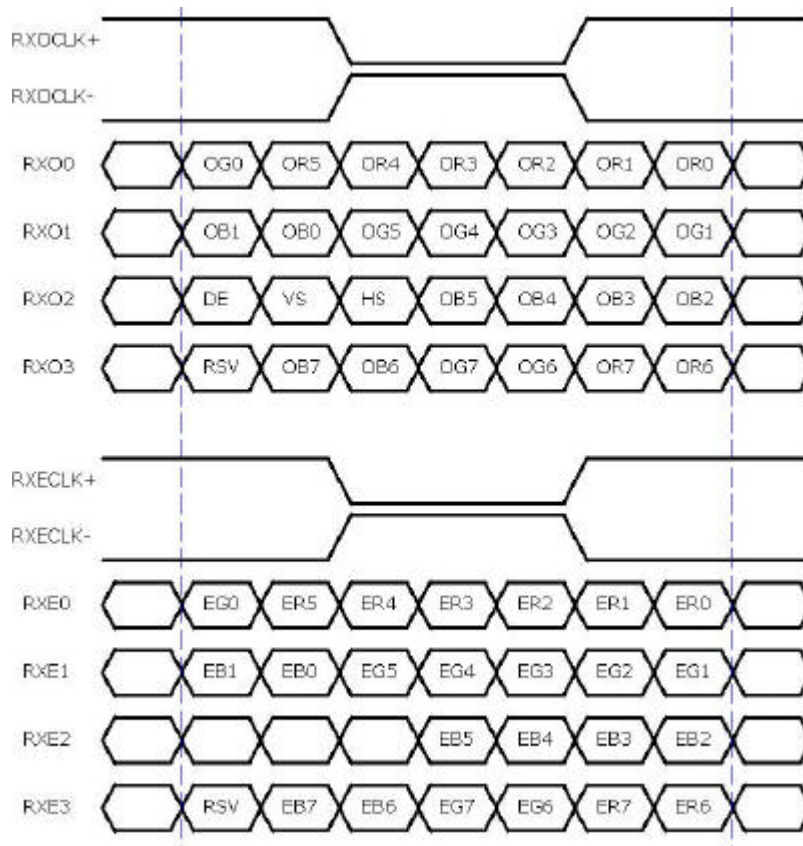 RXOCLK+
RXOCLK-
RXO0 OG0 OR5 OR4 OR3 OR2 OR1 OR0
RXO1 OB1 OB0 OG5 OG4 OG3 OG2 OG1
RXO2 DE VS HS OB5 OB4 OB3 OB2
RXO3 RSV OB7 OB6 OG7 OG6 OR7 OR6
RXECLK+
RXECLK-
RXE0 EG0 ER5 ER4 ER3 ER2 ER1 ER0
RXE1 EB1 EB0 EG5 EG4 EG3 EG2 EG1
RXE2 EB5 EB4 EB3 EB2
RXE3 RSV EB7 EB6 EG7 EG6 ER7 ER6